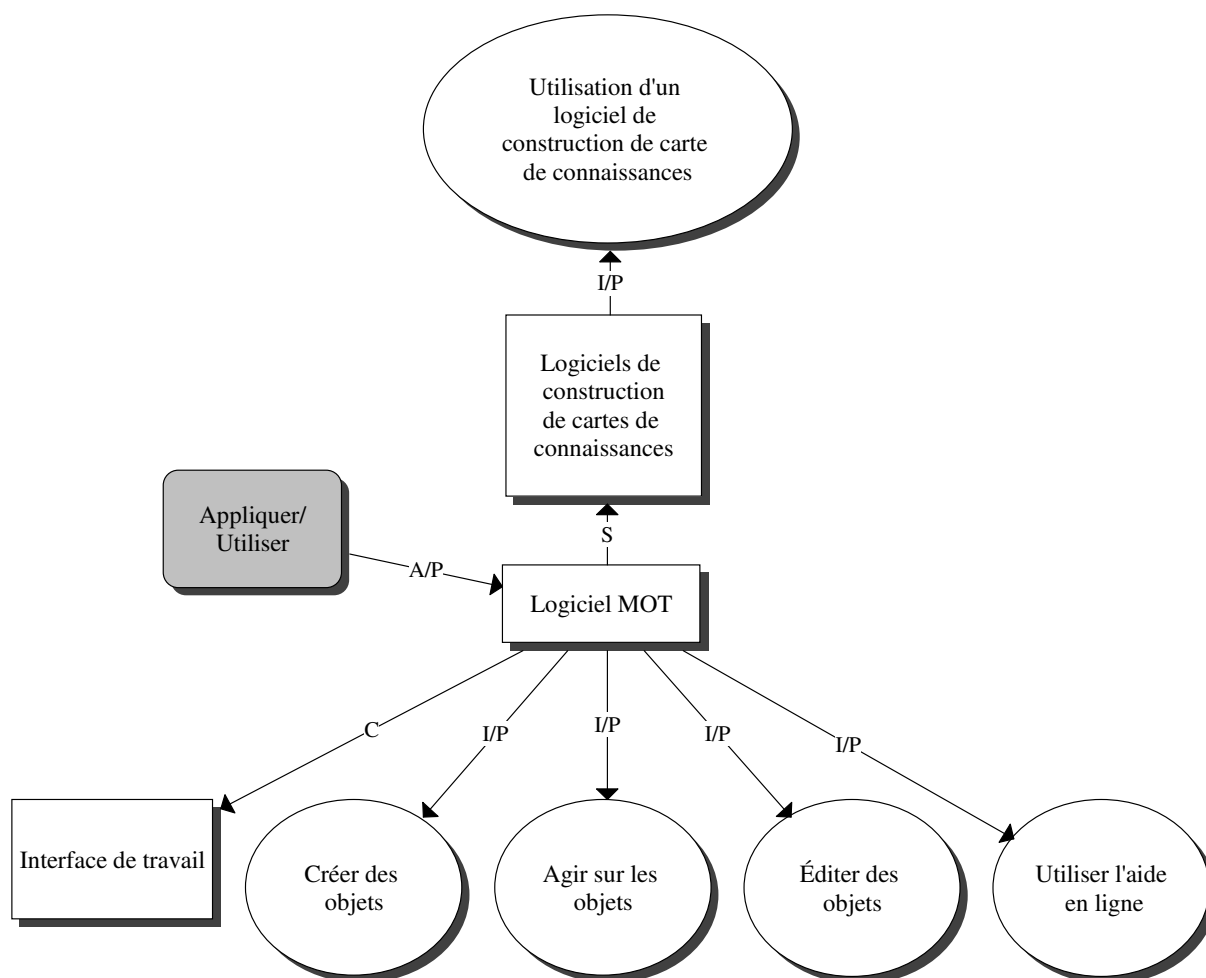 Utilisation d'un
logiciel de
construction de carte
de connaissances
I/P
Logiciels de
construction
de cartes de
connaissances
Appliquer/
Utiliser
S
A/P
Logiciel MOT
C
I/P
I/P
I/P
I/P
Interface de travail
Créer des
objets
Agir sur les
objets
Éditer des
objets
Utiliser l'aide
en ligne